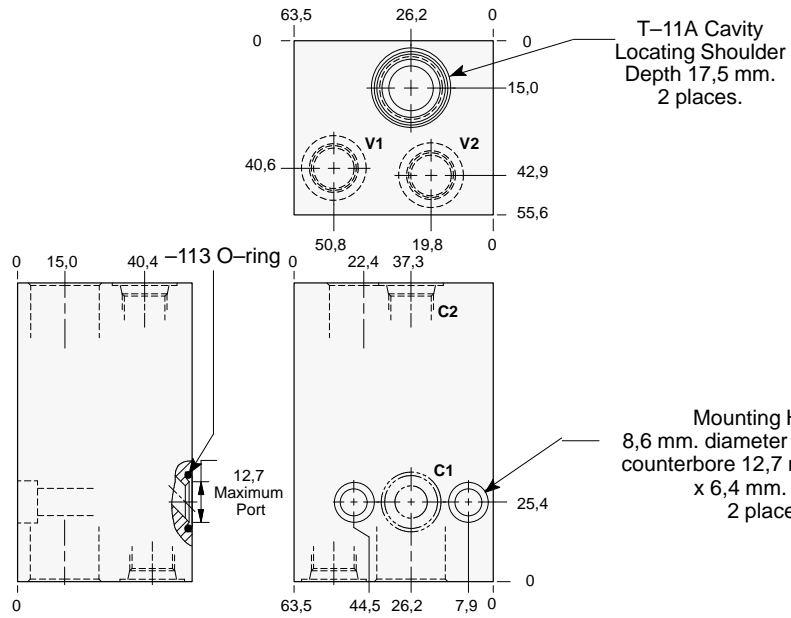 63,5 26,2 0
0 0
T–11A Cavity
Locating Shoulder
Depth 17,5 mm.
2 places.
15,0
V1 V2
40,6 42,9
55,6
50,8 19,8 0
0 15,0 40,4 –113 O–ring 0 22,4 37,3
C2
Mounting
8,6 mm. diameter
counterbore 12,7
x 6,4 mm.
2
C1
12,7
Maximum
Port
25,4
0
0 63,5 44,5 26,2 7,9 0